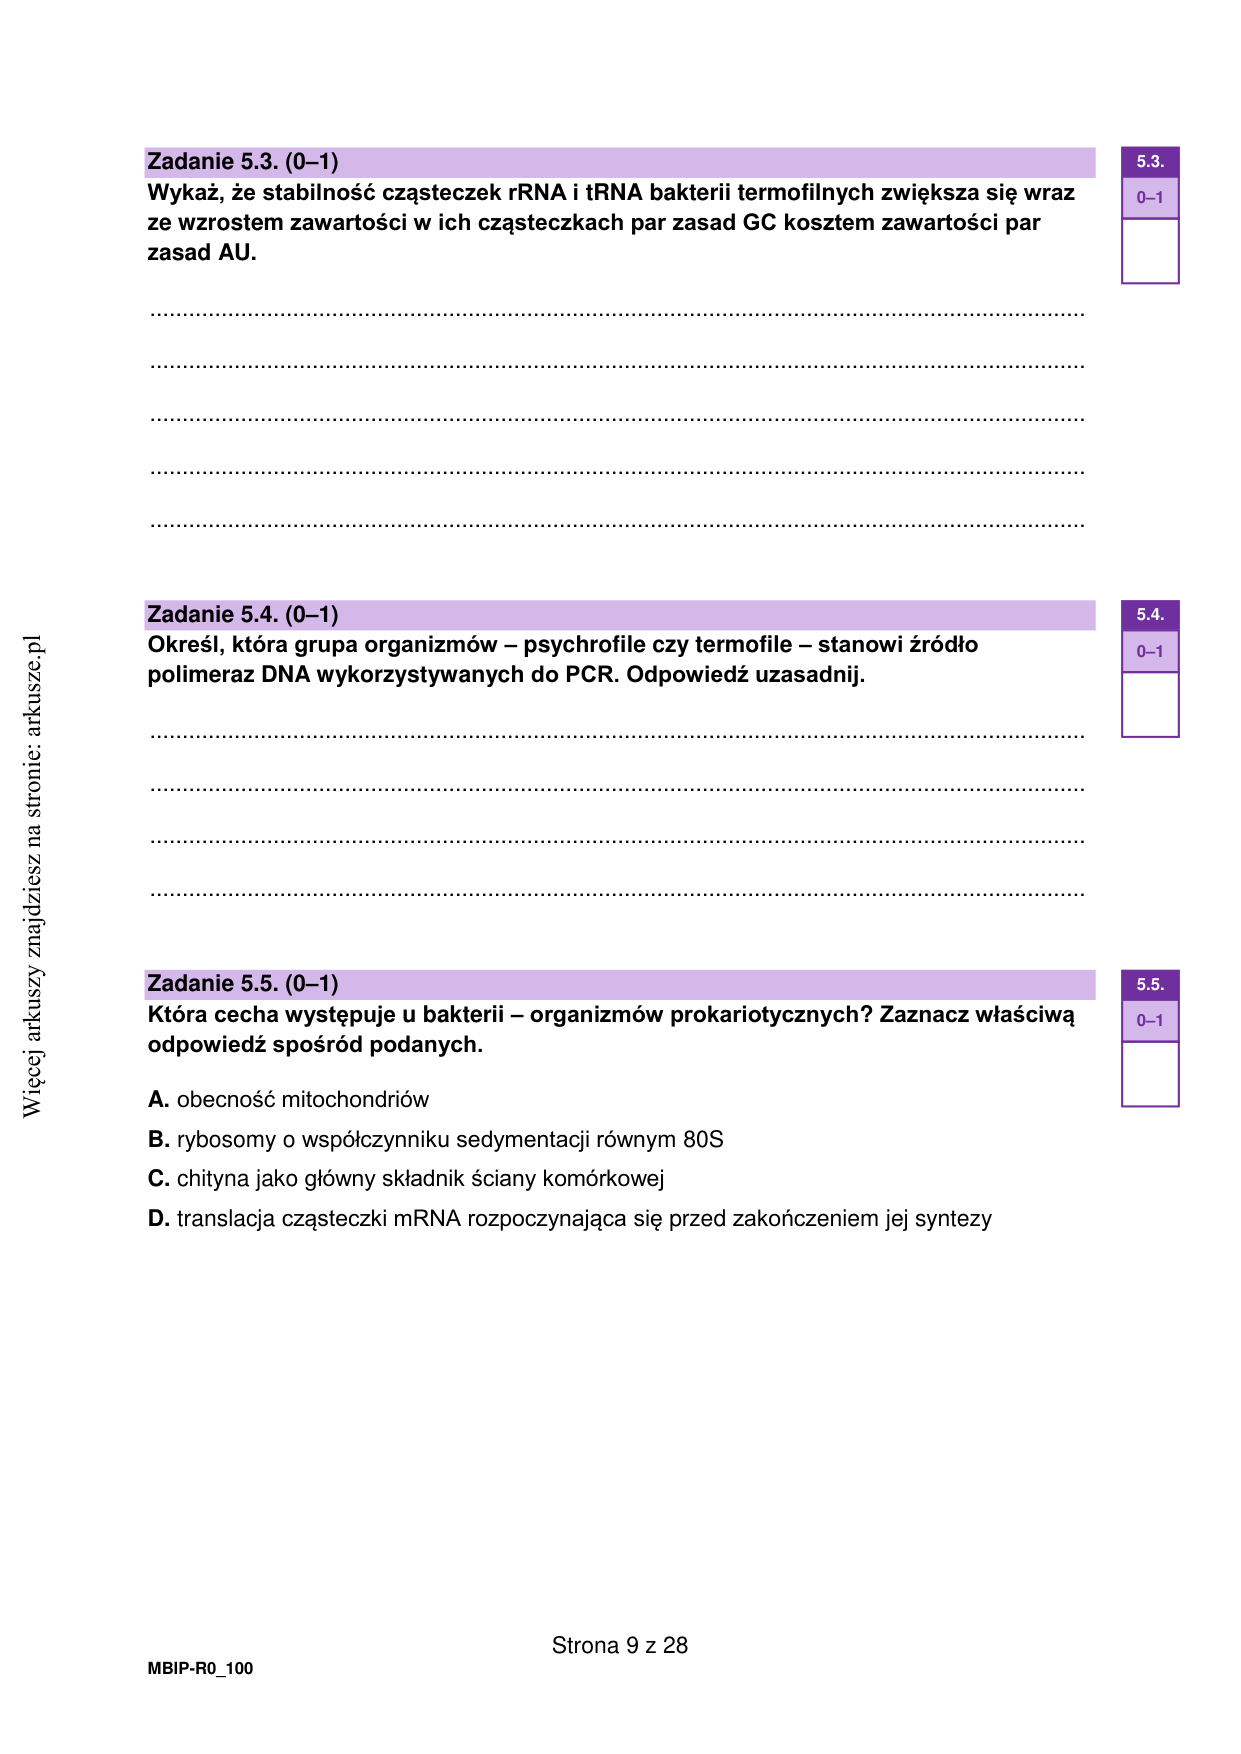 Zadanie 5.3. (0–1)
5.3.
0–1
Wykaż, że stabilność cząsteczek rRNA i tRNA bakterii termofilnych zwiększa się wraz
ze wzrostem zawartości w ich cząsteczkach par zasad GC kosztem zawartości par
zasad AU.
Zadanie 5.4. (0–1)
5.4.
0–1
Określ, która grupa organizmów – psychrofile czy termofile – stanowi źródło
polimeraz DNA wykorzystywanych do PCR. Odpowiedź uzasadnij.
Zadanie 5.5. (0–1)
5.5.
0–1
Która cecha występuje u bakterii – organizmów prokariotycznych? Zaznacz właściwą
odpowiedź spośród podanych.
A. obecność mitochondriów
B. rybosomy o współczynniku sedymentacji równym 80S
C. chityna jako główny składnik ściany komórkowej
D. translacja cząsteczki mRNA rozpoczynająca się przed zakończeniem jej syntezy
Więcej arkuszy znajdziesz na stronie: arkusze.pl
Strona 9 z 28
MBIP-R0_100